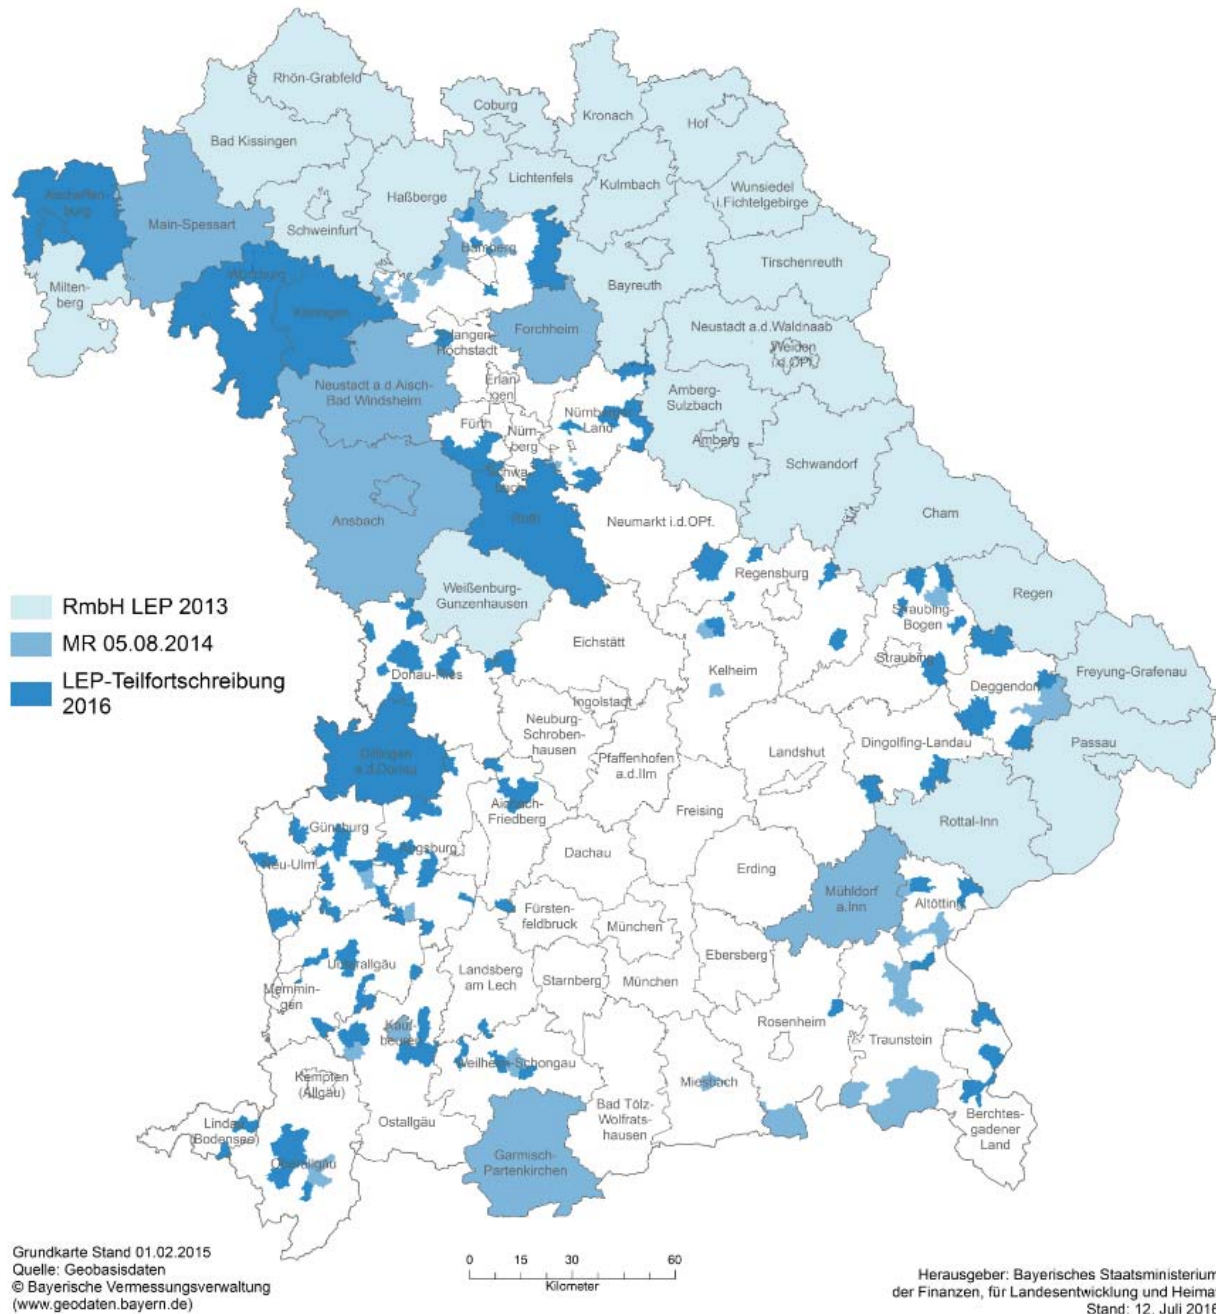 Rhön-Grabfeld
Coburg
Kronach
Hof
Bad Kissingen
Lichtenfels
Kulmbach
Wunsiedel
i.Fichtelgebirge
Aschaffen-
burg
Main-Spessart
Haßberge
Schweinfurt
Bamberg
Tirschenreuth
Milten-
berg
Würzburg
Kitzingen
Bayreuth
Forchheim
Neustadt a.d.Waldnaab
Weiden
i.d.OPf.
Erlangen-
Höchstadt
Neustadt a.d.Aisch-
Bad Windsheim
Erlan-
gen
Amberg-
Sulzbach
Fürth
Nürn-
berg
Nürnberger
Land
Amberg
Schwandorf
Schwa-
bach
Ansbach
Roth
Neumarkt i.d.OPf.
Cham
Weißenburg-
Gunzenhausen
Regensburg
Regen
Straubing-
Bogen
RmbH LEP 2013
MR 05.08.2014
LEP-Teilfortschreibung
2016
Eichstätt
Kelheim
Straubing
Donau-Ries
Deggendorf
Freyung-Grafenau
Ingolstadt
Neuburg-
Schroben-
hausen
Landshut
Dingolfing-Landau
Passau
Dillingen
a.d.Donau
Pfaffenhofen
a.d.Ilm
Aichach-
Friedberg
Freising
Rottal-Inn
Günzburg
Augsburg
Neu-Ulm
Dachau
Erding
Mühldorf
a.Inn
Altötting
Fürsten-
feldbruck
München
Unterallgäu
Landsberg
am Lech
Starnberg
München
Ebersberg
Memmin-
gen
Kauf-
beuren
Rosenheim
Traunstein
Weilheim-Schongau
Miesbach
Kempten
(Allgäu)
Bad Tölz-
Wolfrats-
hausen
Lindau
(Bodensee)
Ostallgäu
Berchtes-
gadener
Land
Oberallgäu
Garmisch-
Partenkirchen
Grundkarte Stand 01.02.2015
Quelle: Geobasisdaten
© Bayerische Vermessungsverwaltung
(www.geodaten.bayern.de)
0 15 30 60
Kilometer
Herausgeber: Bayerisches Staatsministerium
der Finanzen, für Landesentwicklung und Heimat
Stand: 12. Juli 2016